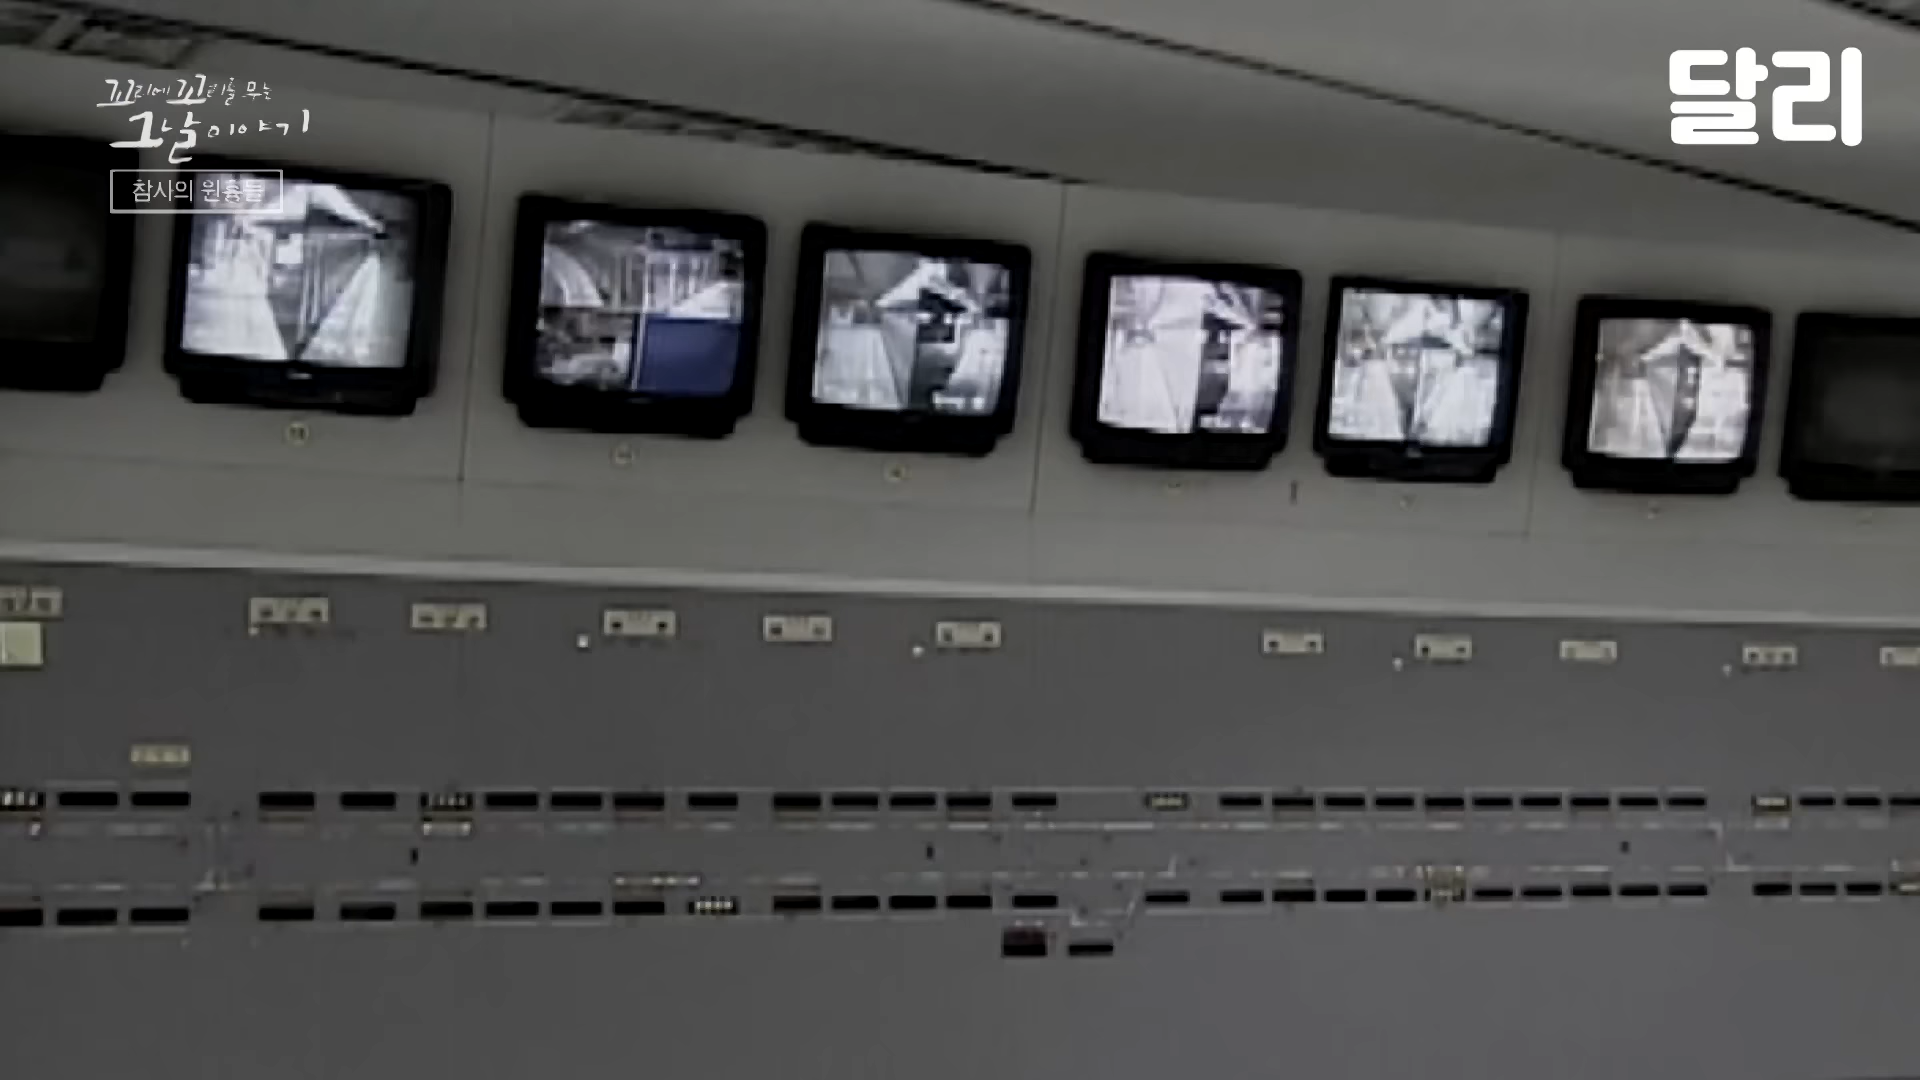 꼬리에 꼬리를 무는
그날 이야기
참사의 원흉들
달리